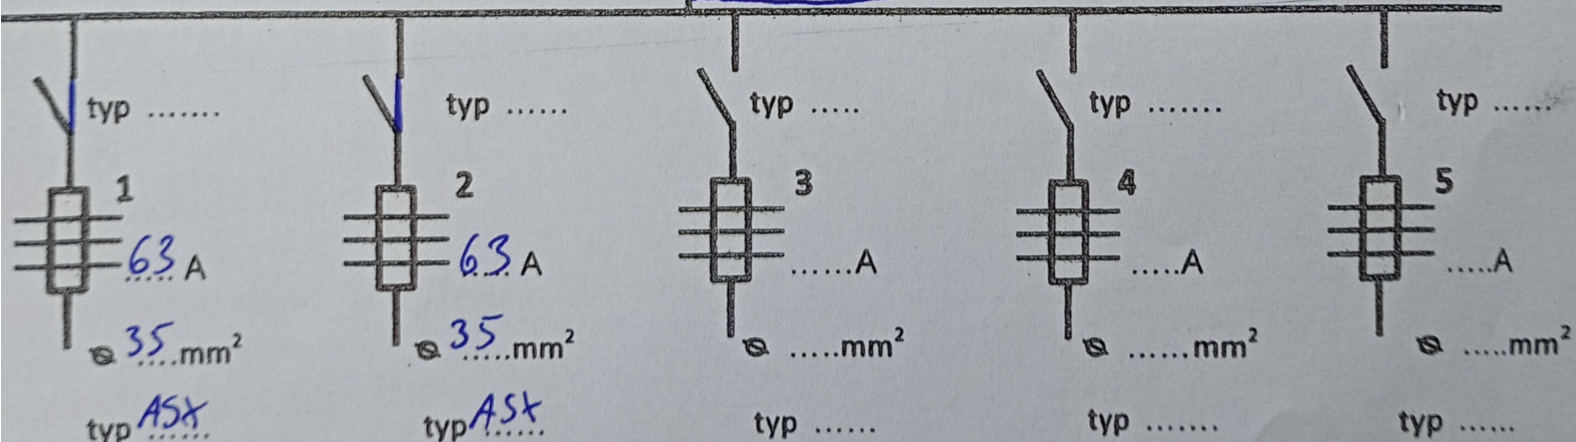 typ ....... typ ...... typ ..... typ ....... typ ......
1 2 3 4 5
63 A 63 A ......A .....A .....A
⌀ 35 mm² ⌀ 35 mm² ⌀ .....mm² ⌀ ......mm² ⌀ .....mm²
typ ASX typ ASX typ ...... typ ....... typ ......